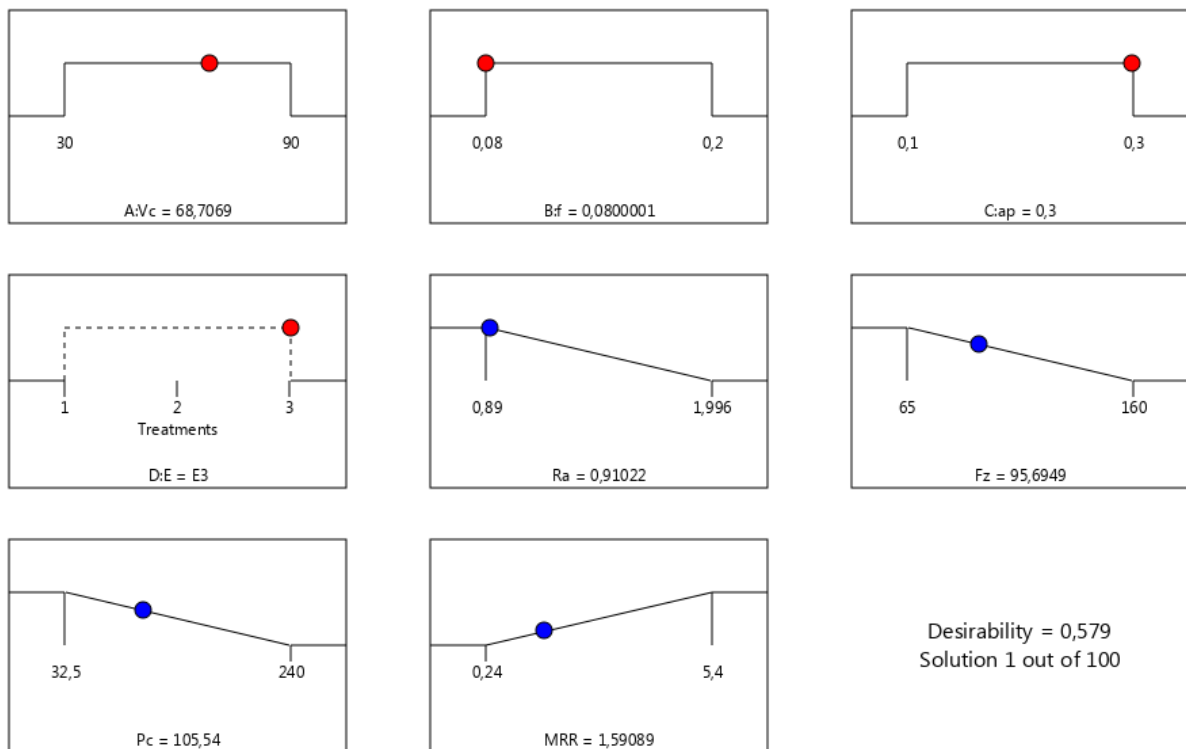 30 90
A:Vc = 68,7069
0,08 0,2
B:f = 0,0800001
0,1 0,3
C:ap = 0,3
1 2 3
Treatments
D:E = E3
0,89 1,996
Ra = 0,91022
65 160
Fz = 95,6949
32,5 240
Pc = 105,54
0,24 5,4
MRR = 1,59089
Desirability = 0,579
Solution 1 out of 100